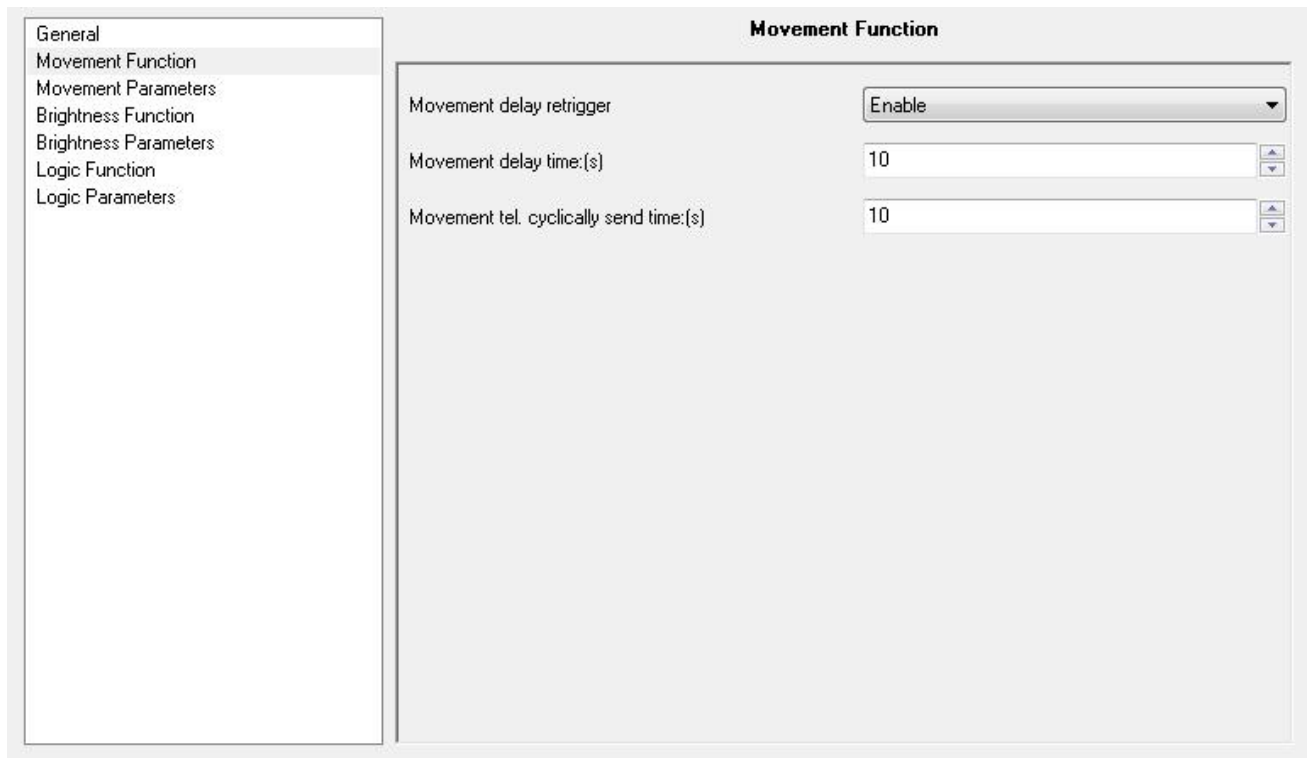 General
Movement Function
Movement Parameters
Brightness Function
Brightness Parameters
Logic Function
Logic Parameters
Movement Function
Movement delay retrigger
Enable
Movement delay time:(s)
10
Movement tel. cyclically send time:(s)
10